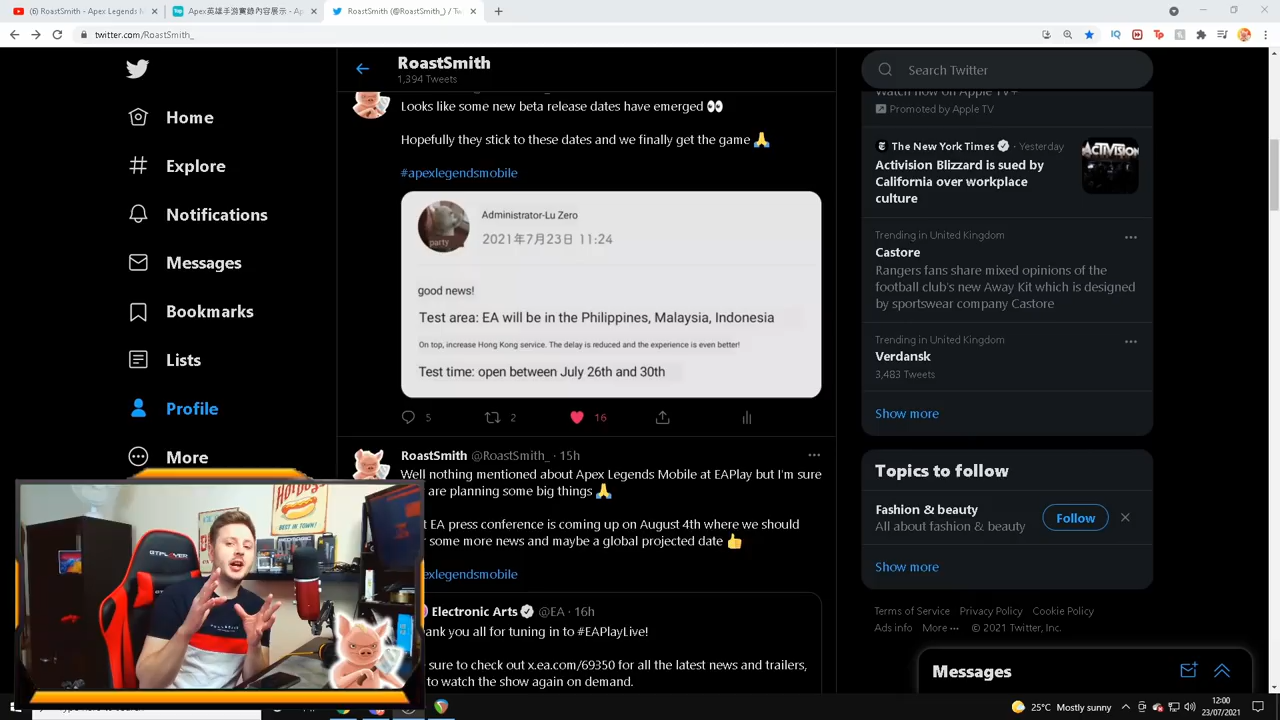 (6) RoastSmith - Apex Legends M
Apex英雄手游實錄內容展示 - Ap
RoastSmith (@RoastSmith_) / Tw
twitter.com/RoastSmith_
Home
Explore
Notifications
Messages
Bookmarks
Lists
Profile
More
RoastSmith
1,394 Tweets
Looks like some new beta release dates have emerged 👀
Hopefully they stick to these dates and we finally get the game 🙏
#apexlegendsmobile
Administrator-Lu Zero
party
2021年7月23日 11:24
good news!
Test area: EA will be in the Philippines, Malaysia, Indonesia
On top, increase Hong Kong service. The delay is reduced and the experience is even better!
Test time: open between July 26th and 30th
5
2
16
RoastSmith @RoastSmith_ · 15h
Well nothing mentioned about Apex Legends Mobile at EAPlay but I'm sure
are planning some big things 🙏
EA press conference is coming up on August 4th where we should
some more news and maybe a global projected date 👍
exlegendsmobile
Electronic Arts @EA · 16h
ank you all for tuning in to #EAPlayLive!
sure to check out x.ea.com/69350 for all the latest news and trailers,
to watch the show again on demand.
Search Twitter
Watch now on Apple TV+
Promoted by Apple TV
The New York Times · Yesterday
Activision Blizzard is sued by
California over workplace
culture
ACTIVISION
Trending in United Kingdom
Castore
Rangers fans share mixed opinions of the
football club's new Away Kit which is designed
by sportswear company Castore
Trending in United Kingdom
Verdansk
3,483 Tweets
Show more
Topics to follow
Fashion & beauty
All about fashion & beauty
Follow
Show more
Terms of Service Privacy Policy Cookie Policy
Ads info More ··· © 2021 Twitter, Inc.
Messages
HOTDOGS
BEST IN TOWN!
GTPLAYER
25°C Mostly sunny
12:00
23/07/2021